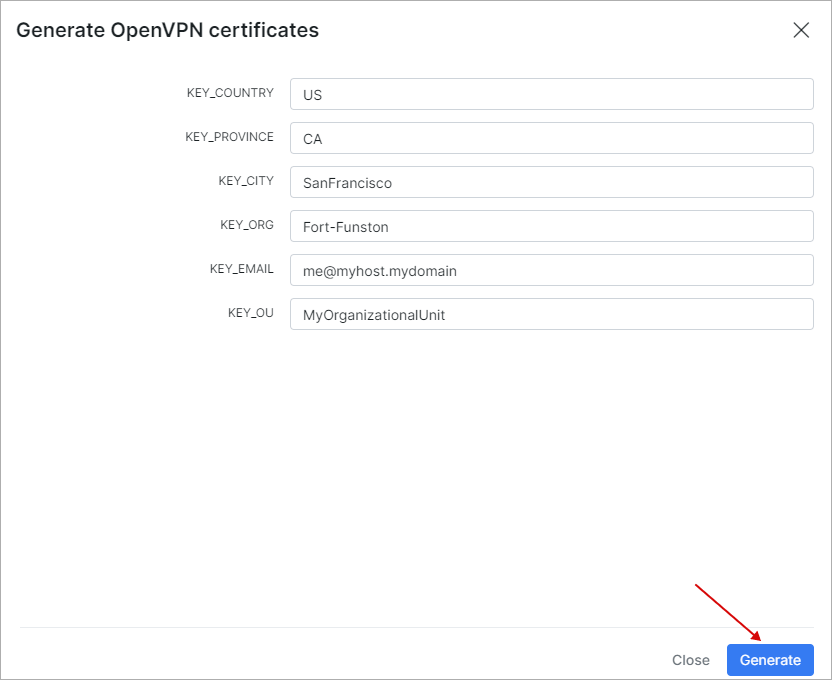 Generate OpenVPN certificates
KEY_COUNTRY US
KEY_PROVINCE CA
KEY_CITY SanFrancisco
KEY_ORG Fort-Funston
KEY_EMAIL me@myhost.mydomain
KEY_OU MyOrganizationalUnit
Close Generate